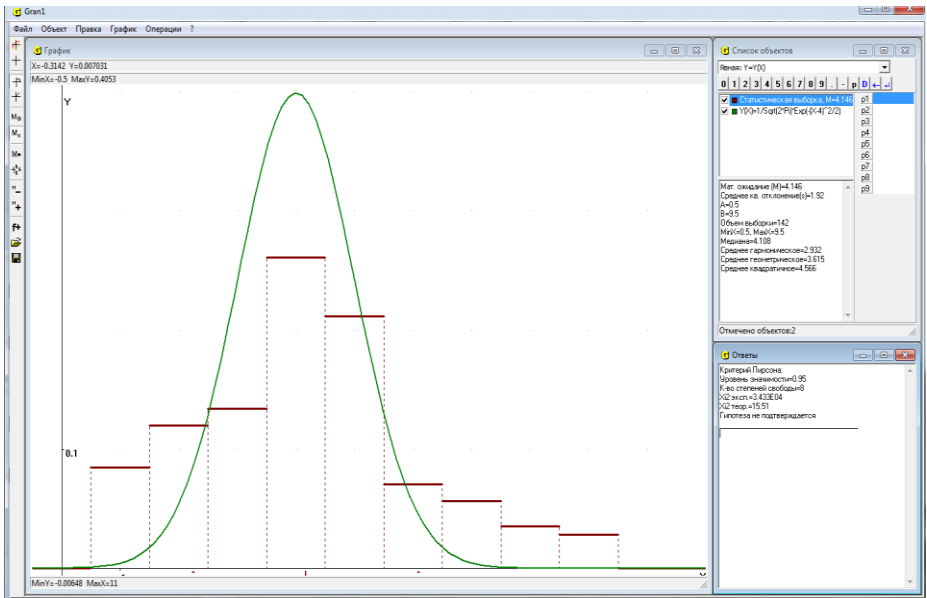 Gran1
Файл Объект Правка График Операции ?
График
X=-0.3142 Y=0.007031
MinX=-0.5 MaxY=0.4053
Y
0.1
X
MinY=-0.00648 MaxX=11
Список объектов
Явная: Y=Y(X)
0 1 2 3 4 5 6 7 8 9 . - p D
Статистическая выборка, M=4.146
Y(X)=1/Sqrt(2*Pi)*Exp(-(X-4)^2/2)
p1
p2
p3
p4
p5
p6
p7
p8
p9
Мат. ожидание (M)=4.146
Среднее кв. отклонение(s)=1.92
A=0.5
B=9.5
Объем выборки=142
MinX=0.5, MaxX=9.5
Медиана=4.108
Среднее гармоническое=2.932
Среднее геометрическое=3.615
Среднее квадратичное=4.566
Отмечено объектов:2
Ответы
Критерий Пирсона:
Уровень значимости=0.95
К-во степеней свободы=8
Xi2 эксп.=3.433E04
Xi2 теор.=15.51
Гипотеза не подтверждается